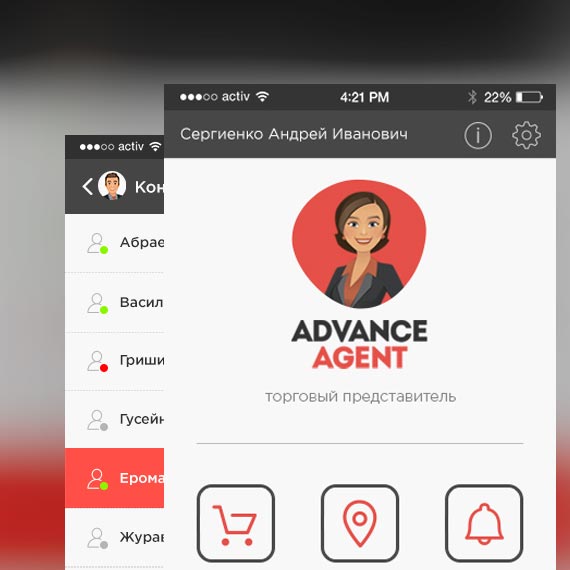 activ 4:21 PM 22%
Сергиенко Андрей Иванович
ADVANCE
AGENT
торговый представитель
activ
Кон
Абрае
Васил
Гриши
Гусейн
Ерома
Журав